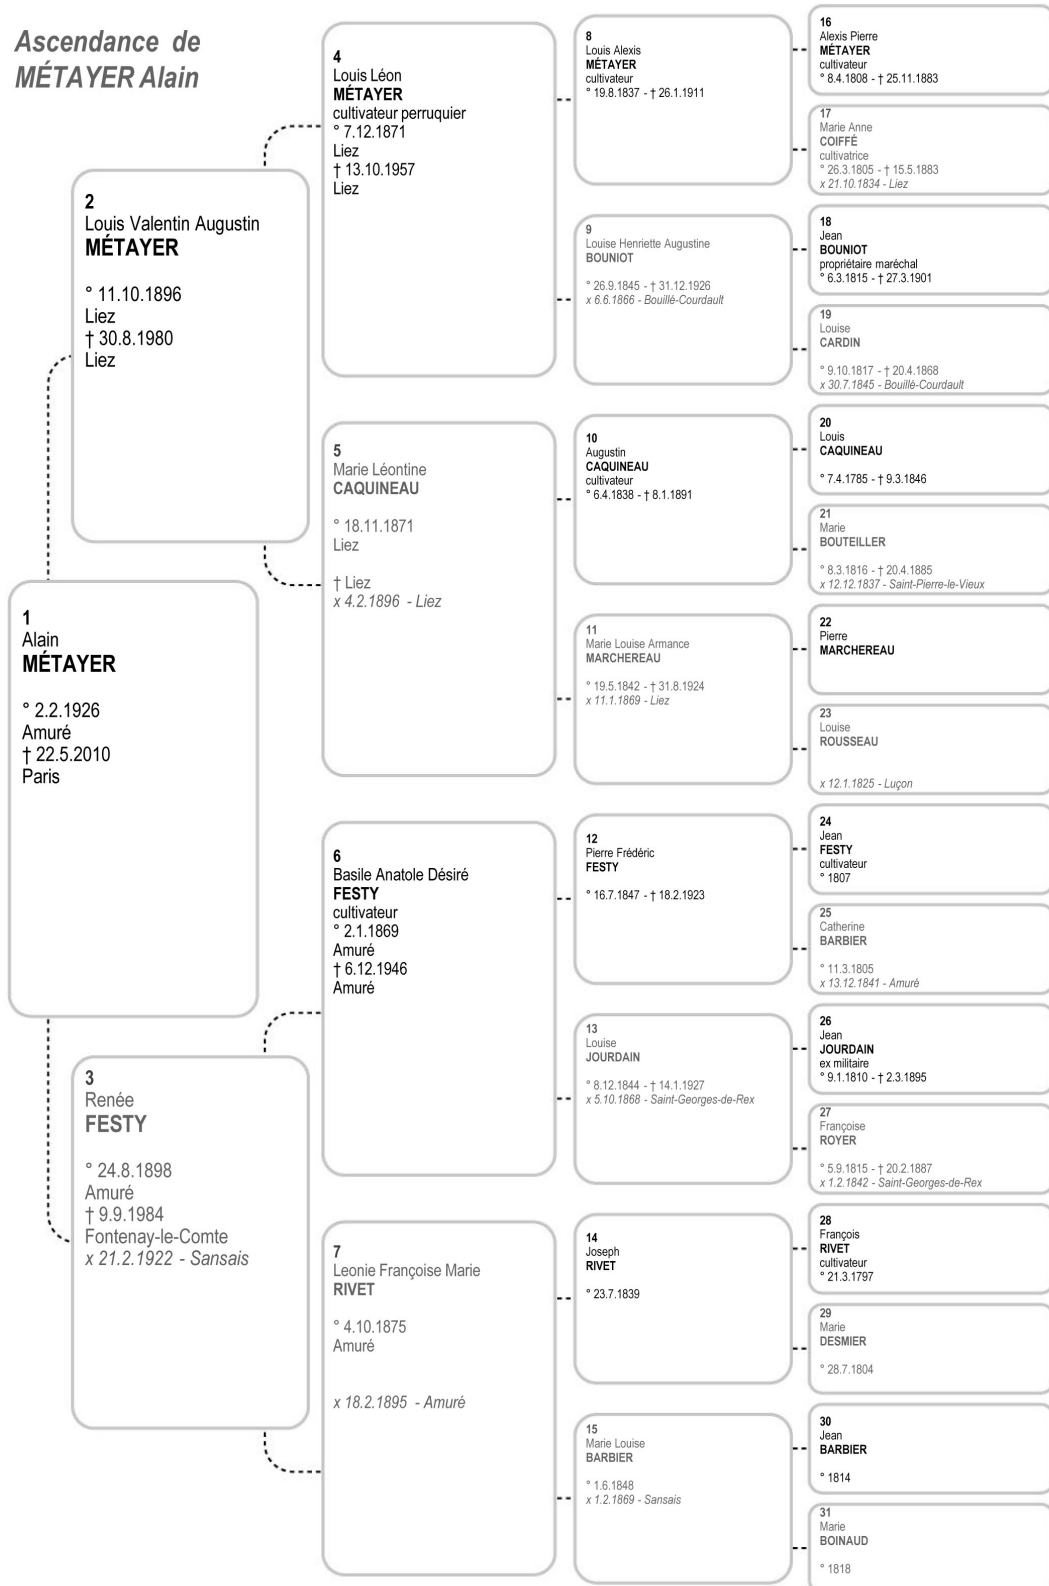 Ascendance de
MÉTAYER Alain
1
Alain
MÉTAYER
° 2.2.1926
Amuré
† 22.5.2010
Paris
2
Louis Valentin Augustin
MÉTAYER
° 11.10.1896
Liez
† 30.8.1980
Liez
3
Renée
FESTY
° 24.8.1898
Amuré
† 9.9.1984
Fontenay-le-Comte
x 21.2.1922 - Sansais
4
Louis Léon
MÉTAYER
cultivateur perruquier
° 7.12.1871
Liez
† 13.10.1957
Liez
5
Marie Léontine
CAQUINEAU
° 18.11.1871
Liez
† Liez
x 4.2.1896 - Liez
6
Basile Anatole Désiré
FESTY
cultivateur
° 2.1.1869
Amuré
† 6.12.1946
Amuré
7
Leonie Françoise Marie
RIVET
° 4.10.1875
Amuré
x 18.2.1895 - Amuré
8
Louis Alexis
MÉTAYER
cultivateur
° 19.8.1837 - † 26.1.1911
9
Louise Henriette Augustine
BOUNIOT
° 26.9.1845 - † 31.12.1926
x 6.6.1866 - Bouillé-Courdault
10
Augustin
CAQUINEAU
cultivateur
° 6.4.1838 - † 8.1.1891
11
Marie Louise Armance
MARCHEREAU
° 19.5.1842 - † 31.8.1924
x 11.1.1869 - Liez
12
Pierre Frédéric
FESTY
° 16.7.1847 - † 18.2.1923
13
Louise
JOURDAIN
° 8.12.1844 - † 14.1.1927
x 5.10.1868 - Saint-Georges-de-Rex
14
Joseph
RIVET
° 23.7.1839
15
Marie Louise
BARBIER
° 1.6.1848
x 1.2.1869 - Sansais
16
Alexis Pierre
MÉTAYER
cultivateur
° 8.4.1808 - † 25.11.1883
17
Marie Anne
COIFFÉ
cultivatrice
° 26.3.1805 - † 15.5.1883
x 21.10.1834 - Liez
18
Jean
BOUNIOT
propriétaire maréchal
° 6.3.1815 - † 27.3.1901
19
Louise
CARDIN
° 9.10.1817 - † 20.4.1868
x 30.7.1845 - Bouillé-Courdault
20
Louis
CAQUINEAU
° 7.4.1785 - † 9.3.1846
21
Marie
BOUTEILLER
° 8.3.1816 - † 20.4.1885
x 12.12.1837 - Saint-Pierre-le-Vieux
22
Pierre
MARCHEREAU
23
Louise
ROUSSEAU
x 12.1.1825 - Luçon
24
Jean
FESTY
cultivateur
° 1807
25
Catherine
BARBIER
° 11.3.1805
x 13.12.1841 - Amuré
26
Jean
JOURDAIN
ex militaire
° 9.1.1810 - † 2.3.1895
27
Françoise
ROYER
° 5.9.1815 - † 20.2.1887
x 1.2.1842 - Saint-Georges-de-Rex
28
François
RIVET
cultivateur
° 21.3.1797
29
Marie
DESMIER
° 28.7.1804
30
Jean
BARBIER
° 1814
31
Marie
BOINAUD
° 1818